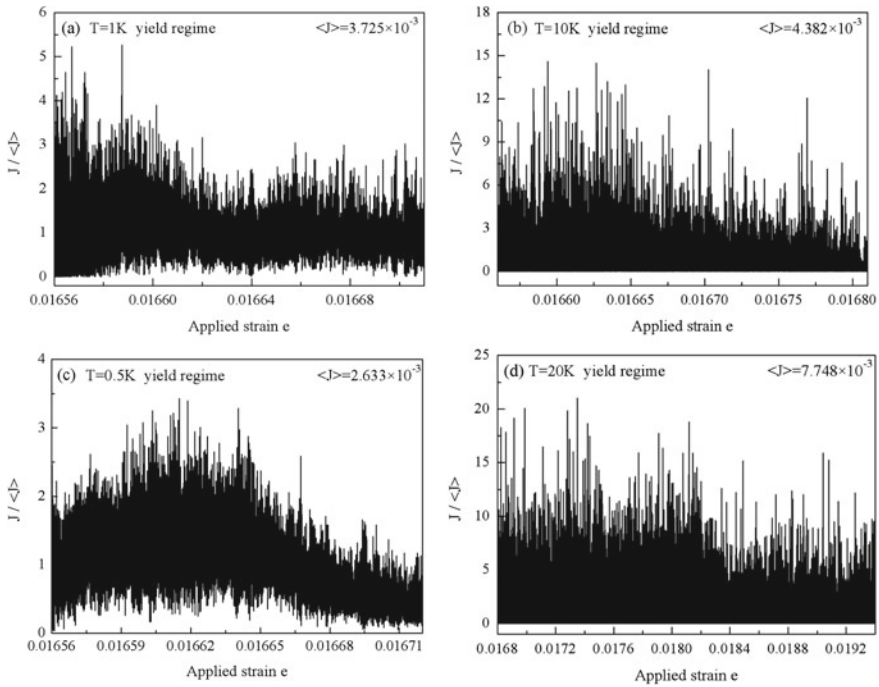 (a) T=1K yield regime <J>=3.725×10⁻³
6
5
4
3
2
1
0
J / <J>
0.01656 0.01660 0.01664 0.01668
Applied strain e
(b) T=10K yield regime <J>=4.382×10⁻³
18
15
12
9
6
3
0
J / <J>
0.01660 0.01665 0.01670 0.01675 0.01680
Applied strain e
(c) T=0.5K yield regime <J>=2.633×10⁻³
4
3
2
1
0
J / <J>
0.01656 0.01659 0.01662 0.01665 0.01668 0.01671
Applied strain e
(d) T=20K yield regime <J>=7.748×10⁻³
25
20
15
10
5
0
J / <J>
0.0168 0.0172 0.0176 0.0180 0.0184 0.0188 0.0192
Applied strain e